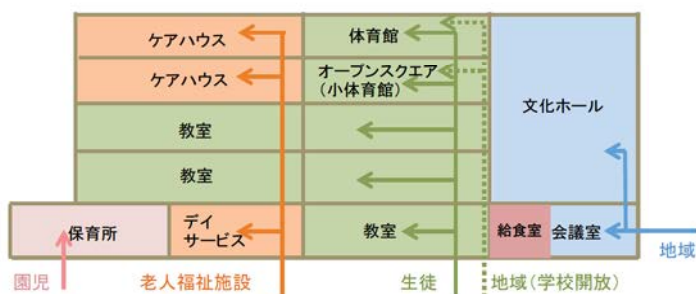 ケアハウス
体育館
ケアハウス
オープンスクエア
(小体育館)
文化ホール
教室
教室
保育所
デイ
サービス
教室
給食室
会議室
地域
園児
老人福祉施設
生徒
地域(学校開放)